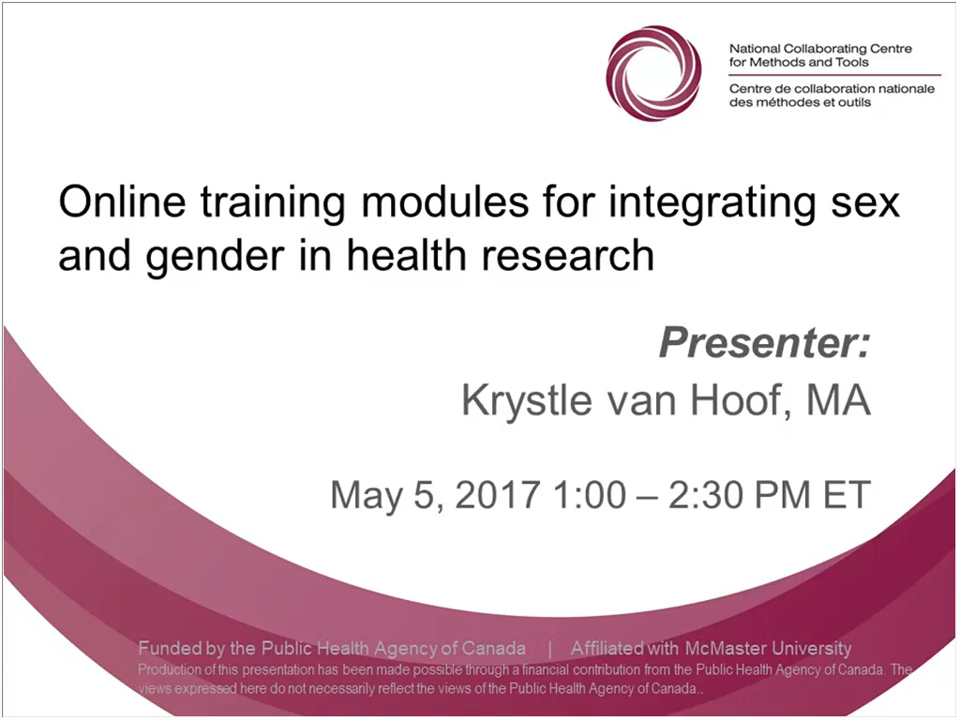 National Collaborating Centre
for Methods and Tools
Centre de collaboration nationale
des méthodes et outils
Online training modules for integrating sex
and gender in health research
Presenter:
Krystle van Hoof, MA
May 5, 2017 1:00 – 2:30 PM ET
Funded by the Public Health Agency of Canada | Affiliated with McMaster University
Production of this presentation has been made possible through a financial contribution from the Public Health Agency of Canada. The
views expressed here do not necessarily reflect the views of the Public Health Agency of Canada..